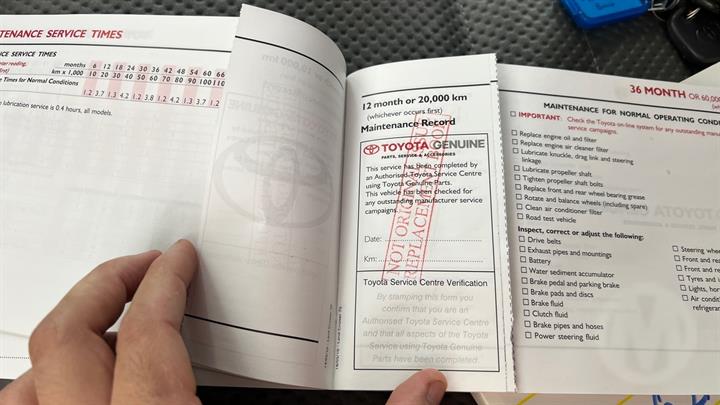 TENANCE SERVICE TIMES
CE SERVICE TIMES
months 6 12 18 24 30 36 42 48 54 60 66
km x 1,000 10 20 30 40 50 60 70 80 90 100 110
Times for Normal Conditions
1.2 3.7 1.3 4.2 1.2 3.8 1.2 4.2 1.3 3.7 1.2
lubrication service is 0.4 hours, all models.
12 month or 20,000 km
(whichever occurs first)
Maintenance Record
TOYOTA GENUINE
PARTS, SERVICE & ACCESSORIES
This service has been completed by
an Authorised Toyota Service Centre
using Toyota Genuine Parts.
This vehicle has been checked for
any outstanding manufacturer service
campaigns.
Date:
Km:
NOT ORIGINAL ISSUE
REPLACEMENT BOOK
Toyota Service Centre Verification
By stamping this form you
confirm that you are an
Authorised Toyota Service Centre
and that all aspects of the Toyota
Service using Toyota Genuine
Parts have been completed.
36 MONTH OR 60,00
MAINTENANCE FOR NORMAL OPERATING CONDI
IMPORTANT: Check the Toyota on-line system for any outstanding man
service campaigns.
Replace engine oil and filter
Replace engine air cleaner filter
Lubricate knuckle, drag link and steering
linkage
Lubricate propeller shaft
Tighten propeller shaft bolts
Replace front and rear wheel bearing grease
Rotate and balance wheels (including spare)
Clean air conditioner filter
Road test vehicle
Inspect, correct or adjust the following:
Drive belts
Exhaust pipes and mountings
Battery
Water sediment accumulator
Brake pedal and parking brake
Brake pads and discs
Brake fluid
Clutch fluid
Brake pipes and hoses
Power steering fluid
Steering whe
Front and re
Front and re
Tyres and i
Lights, hor
Air condit
refrigeran